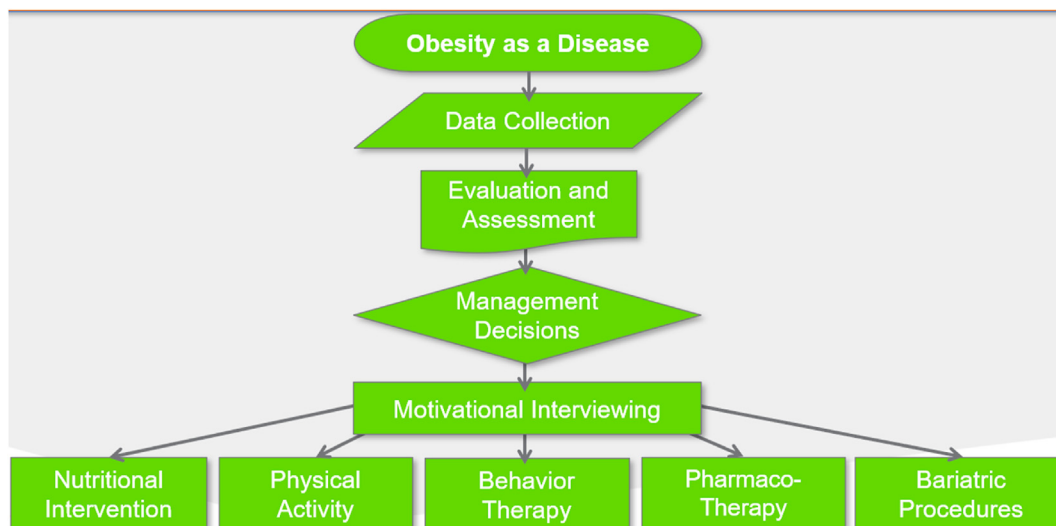 Obesity as a Disease
Data Collection
Evaluation and
Assessment
Management
Decisions
Motivational Interviewing
Nutritional
Intervention
Physical
Activity
Behavior
Therapy
Pharmaco-
Therapy
Bariatric
Procedures